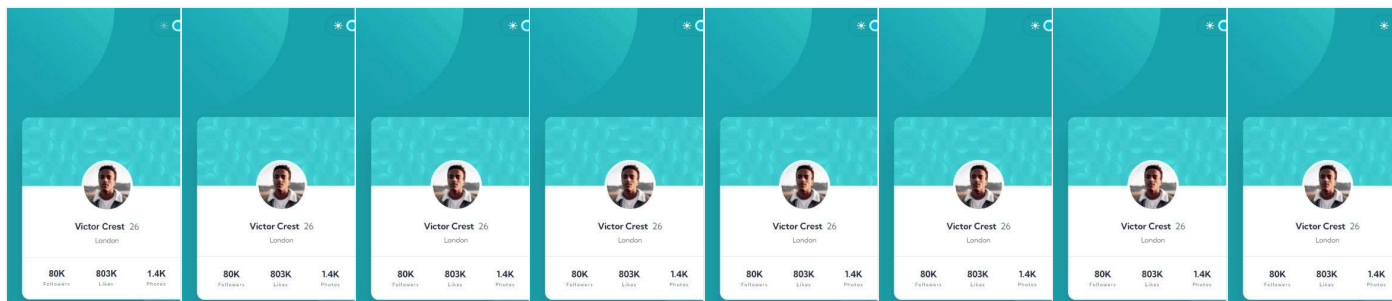 Victor Crest 26 Victor Crest 26 Victor Crest 26 Victor Crest 26 Victor Crest 26 Victor Crest 26 Victor Crest 26 Victor Crest 26
London London London London London London London London
80K 803K 1.4K 80K 803K 1.4K 80K 803K 1.4K 80K 803K 1.4K 80K 803K 1.4K 80K 803K 1.4K 80K 803K 1.4K 80K 803K 1.4K
Followers Likes Photos Followers Likes Photos Followers Likes Photos Followers Likes Photos Followers Likes Photos Followers Likes Photos Followers Likes Photos Followers Likes Photos